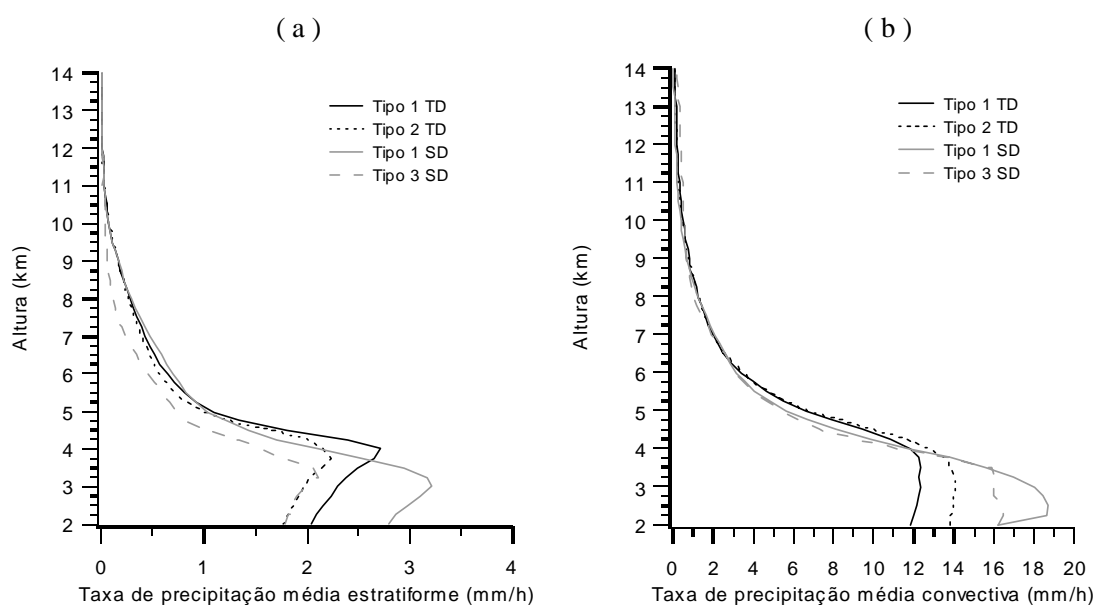 ( a )
14
13
12
11
10
9
8
7
6
5
4
3
2
Altura (km)
Tipo 1 TD
Tipo 2 TD
Tipo 1 SD
Tipo 3 SD
0 1 2 3 4
Taxa de precipitação média estratiforme (mm/h)
( b )
14
13
12
11
10
9
8
7
6
5
4
3
2
Altura (km)
Tipo 1 TD
Tipo 2 TD
Tipo 1 SD
Tipo 3 SD
0 2 4 6 8 10 12 14 16 18 20
Taxa de precipitação média convectiva (mm/h)